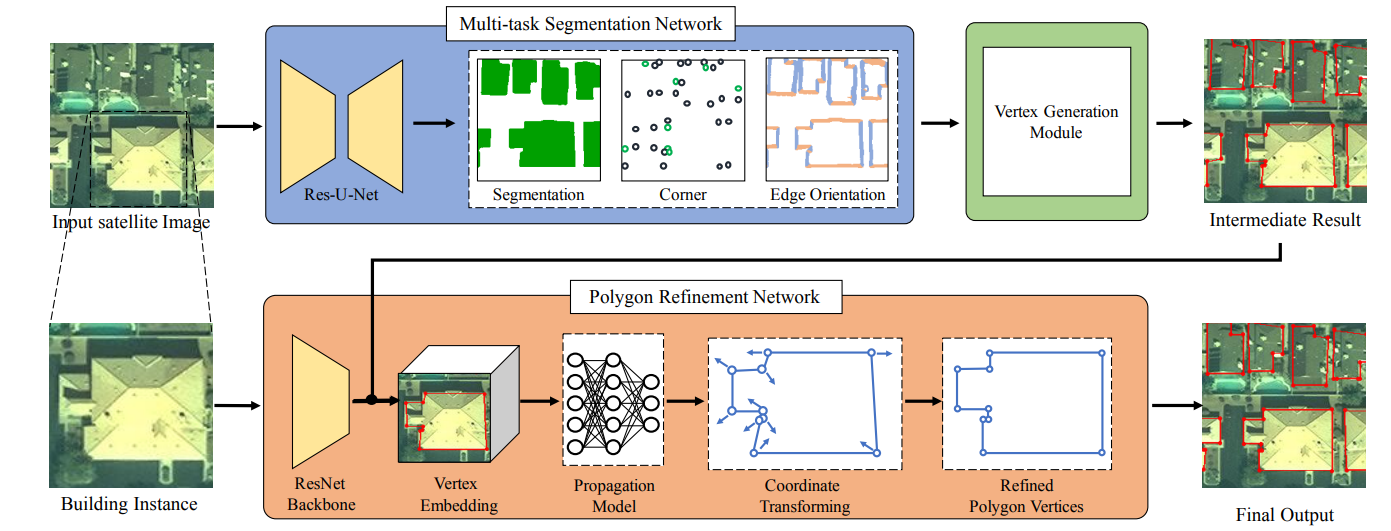 Multi-task Segmentation Network
Input satellite Image
Res-U-Net
Segmentation
Corner
Edge Orientation
Vertex Generation
Module
Intermediate Result
Polygon Refinement Network
Building Instance
ResNet
Backbone
Vertex
Embedding
Propagation
Model
Coordinate
Transforming
Refined
Polygon Vertices
Final Output